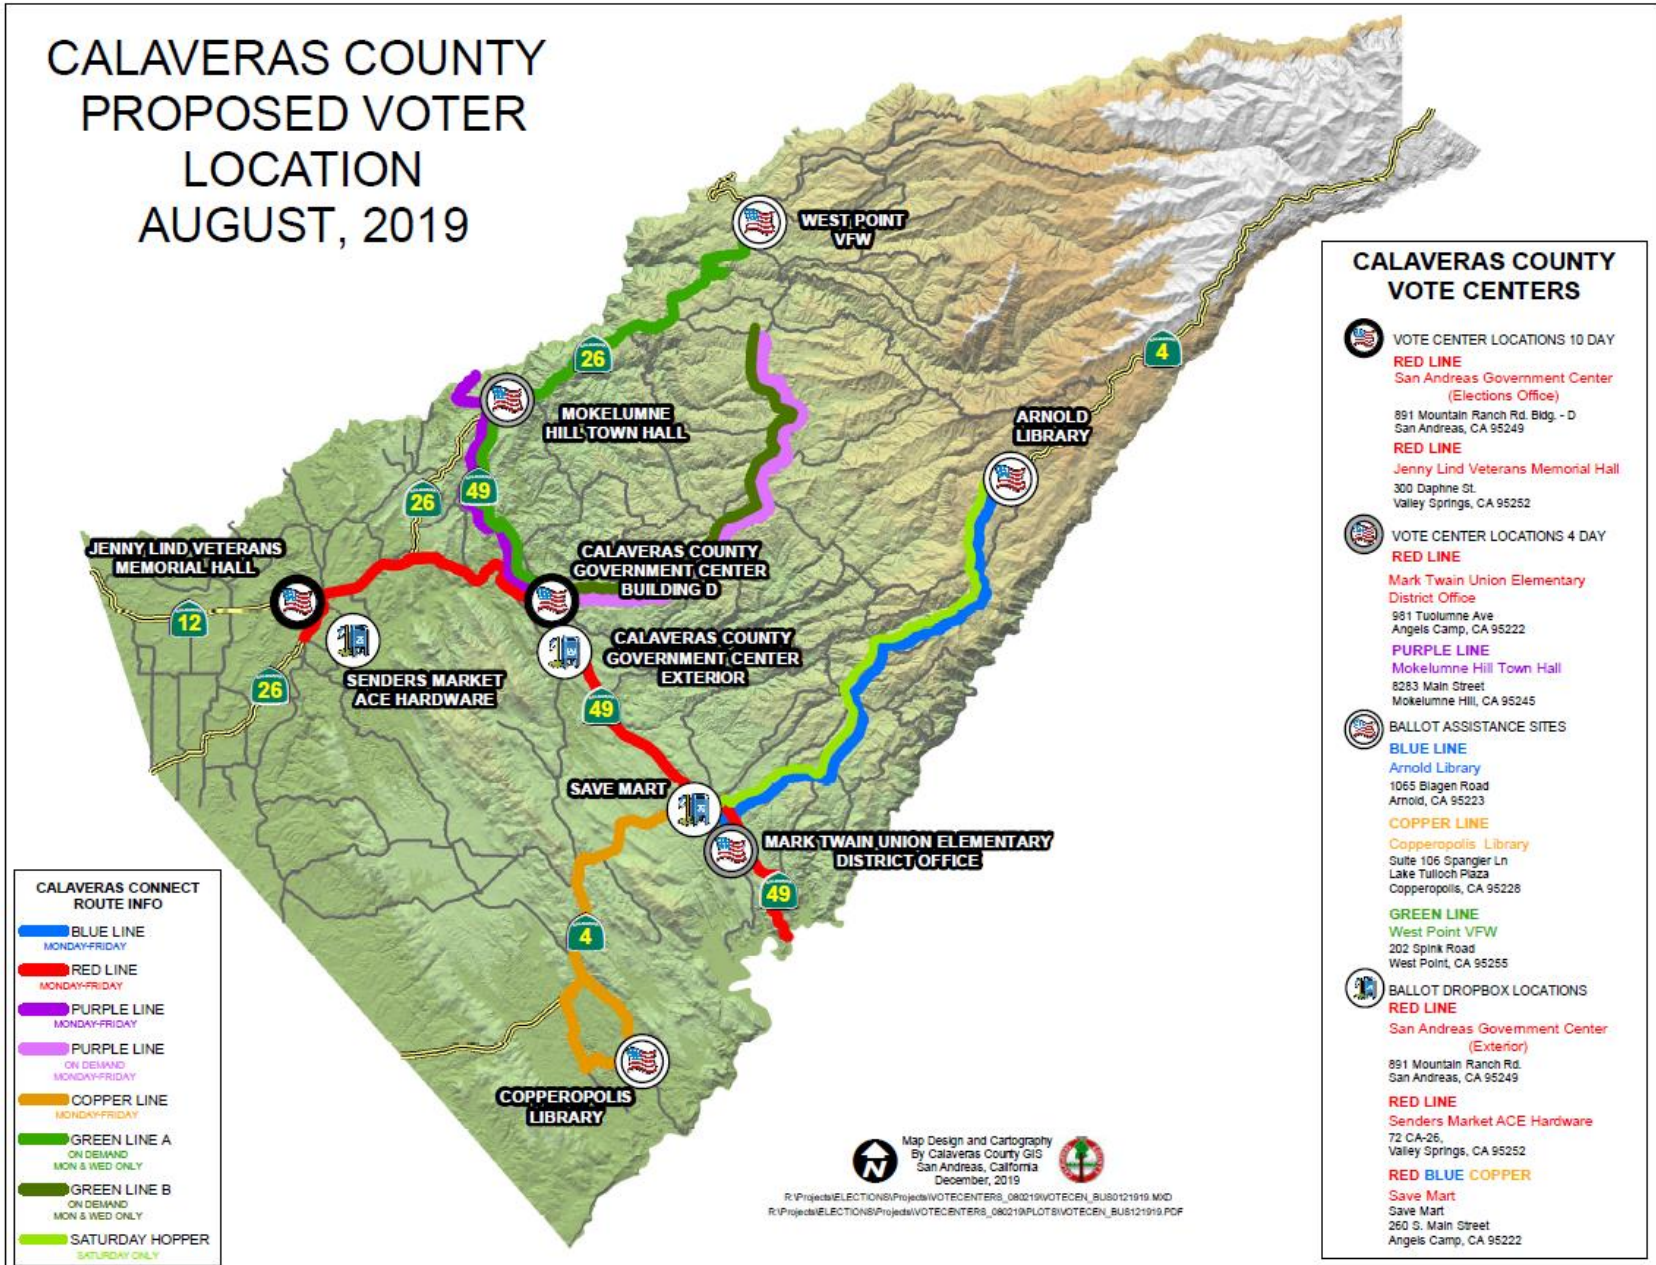 CALAVERAS COUNTY
PROPOSED VOTER
LOCATION
AUGUST, 2019
WEST POINT
VFW
26
4
MOKELUMNE
HILL TOWN HALL
ARNOLD
LIBRARY
26
49
JENNY LIND VETERANS
MEMORIAL HALL
CALAVERAS COUNTY
GOVERNMENT CENTER
BUILDING D
12
CALAVERAS COUNTY
GOVERNMENT CENTER
EXTERIOR
SENDERS MARKET
ACE HARDWARE
26
49
SAVE MART
MARK TWAIN UNION ELEMENTARY
DISTRICT OFFICE
49
4
COPPEROPOLIS
LIBRARY
CALAVERAS CONNECT
ROUTE INFO
BLUE LINE
MONDAY-FRIDAY
RED LINE
MONDAY-FRIDAY
PURPLE LINE
MONDAY-FRIDAY
PURPLE LINE
ON DEMAND
MONDAY-FRIDAY
COPPER LINE
MONDAY-FRIDAY
GREEN LINE A
ON DEMAND
MON & WED ONLY
GREEN LINE B
ON DEMAND
MON & WED ONLY
SATURDAY HOPPER
SATURDAY ONLY
N
Map Design and Cartography
By Calaveras County GIS
San Andreas, California
December, 2019
R:\Projects\ELECTIONS\Projects\VOTECENTERS_080219\VOTECEN_BUS0121919.MXD
R:\Projects\ELECTIONS\Projects\VOTECENTERS_080219\PLOTS\VOTECEN_BUS121919.PDF
CALAVERAS COUNTY
VOTE CENTERS
VOTE CENTER LOCATIONS 10 DAY
RED LINE
San Andreas Government Center
(Elections Office)
891 Mountain Ranch Rd. Bldg. - D
San Andreas, CA 95249
RED LINE
Jenny Lind Veterans Memorial Hall
300 Daphne St.
Valley Springs, CA 95252
VOTE CENTER LOCATIONS 4 DAY
RED LINE
Mark Twain Union Elementary
District Office
981 Tuolumne Ave
Angels Camp, CA 95222
PURPLE LINE
Mokelumne Hill Town Hall
8283 Main Street
Mokelumne Hill, CA 95245
BALLOT ASSISTANCE SITES
BLUE LINE
Arnold Library
1065 Blagen Road
Arnold, CA 95223
COPPER LINE
Copperopolis Library
Suite 106 Spangler Ln
Lake Tulloch Plaza
Copperopolis, CA 95228
GREEN LINE
West Point VFW
202 Spink Road
West Point, CA 95255
BALLOT DROPBOX LOCATIONS
RED LINE
San Andreas Government Center
(Exterior)
891 Mountain Ranch Rd.
San Andreas, CA 95249
RED LINE
Senders Market ACE Hardware
72 CA-26,
Valley Springs, CA 95252
RED BLUE COPPER
Save Mart
Save Mart
260 S. Main Street
Angels Camp, CA 95222